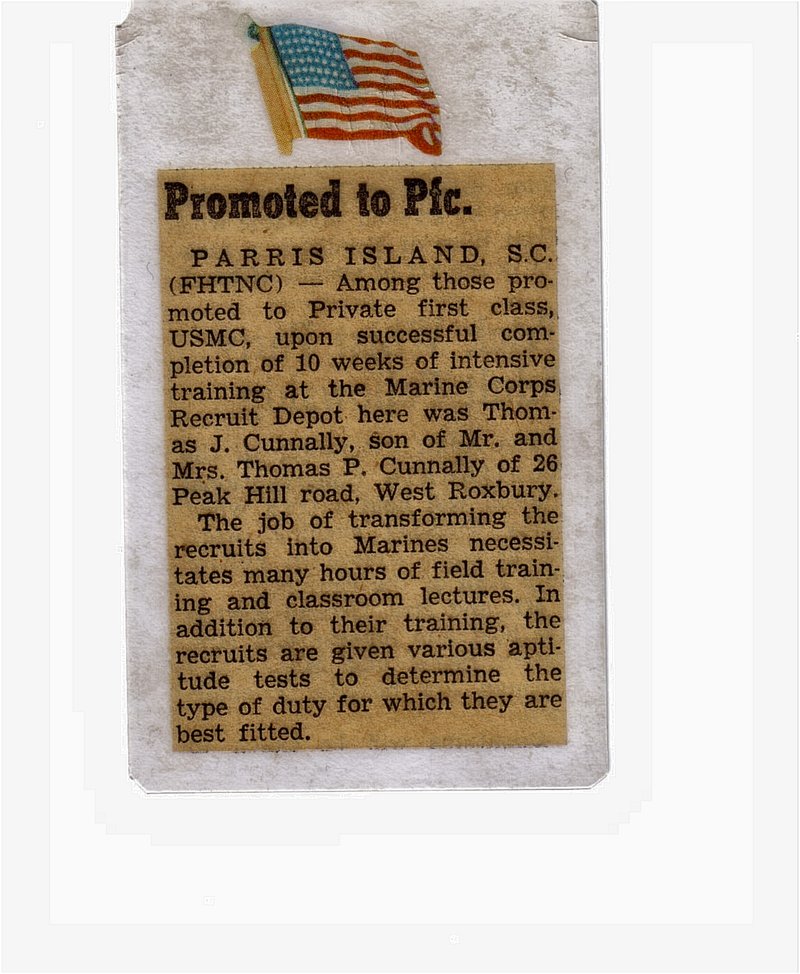 Promoted to Pfc.
PARRIS ISLAND, S.C.
(FHTNC) — Among those pro-
moted to Private first class,
USMC, upon successful com-
pletion of 10 weeks of intensive
training at the Marine Corps
Recruit Depot here was Thom-
as J. Cunnally, son of Mr. and
Mrs. Thomas P. Cunnally of 26
Peak Hill road, West Roxbury.
The job of transforming the
recruits into Marines necessi-
tates many hours of field train-
ing and classroom lectures. In
addition to their training, the
recruits are given various apti-
tude tests to determine the
type of duty for which they are
best fitted.